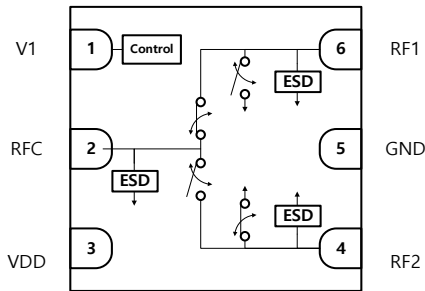 V1 1 Control 6 RF1
ESD
RFC 2 5 GND
ESD
ESD
VDD 3 4 RF2